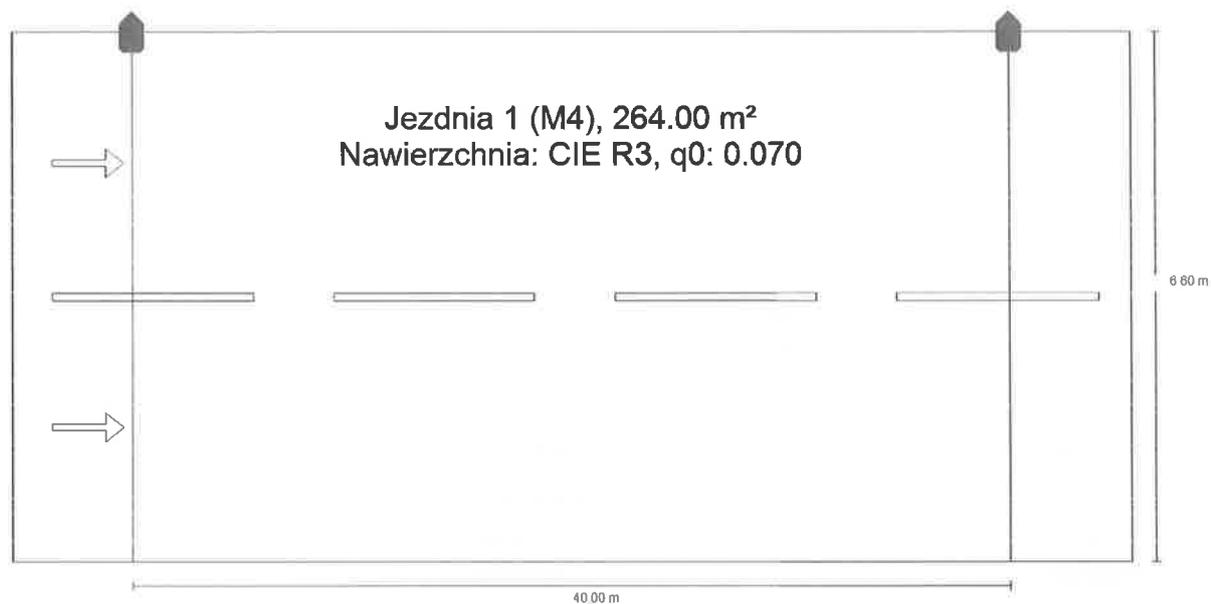 Jezdnia 1 (M4), 264.00 m²
Nawierzchnia: CIE R3, q0: 0.070
6 60 m
40.00 m